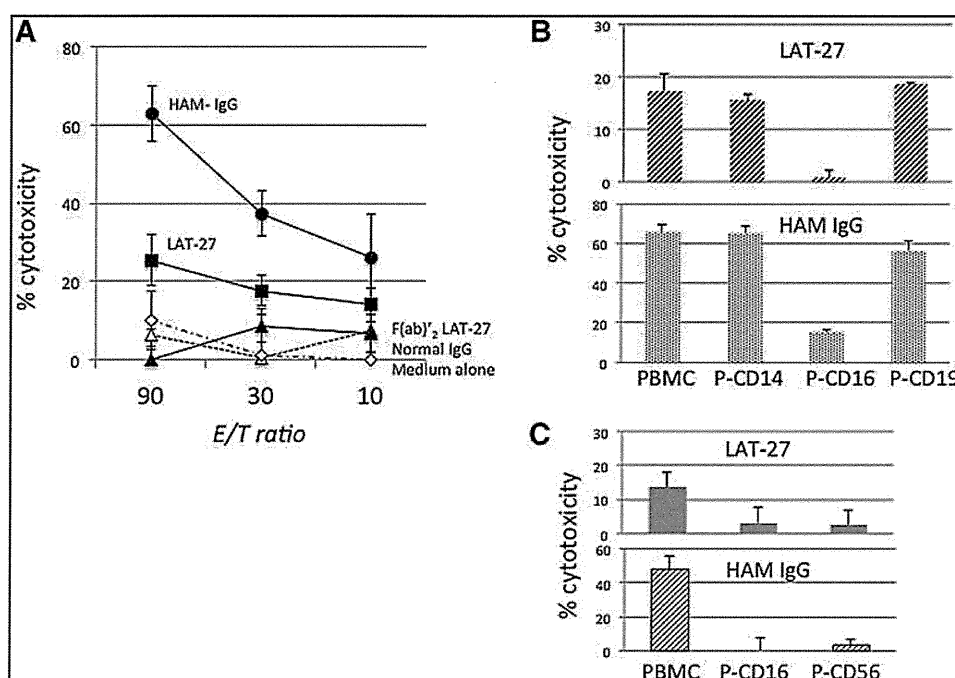 A
80
60
40
20
0
% cytotoxicity
HAM- IgG
LAT-27
F(ab)'₂ LAT-27
Normal IgG
Medium alone
90 30 10
E/T ratio
B
LAT-27
30
20
10
0
HAM IgG
80
60
40
20
0
% cytotoxicity
PBMC P-CD14 P-CD16 P-CD19
C
LAT-27
30
20
10
0
HAM IgG
60
40
20
0
% cytotoxicity
PBMC P-CD16 P-CD56